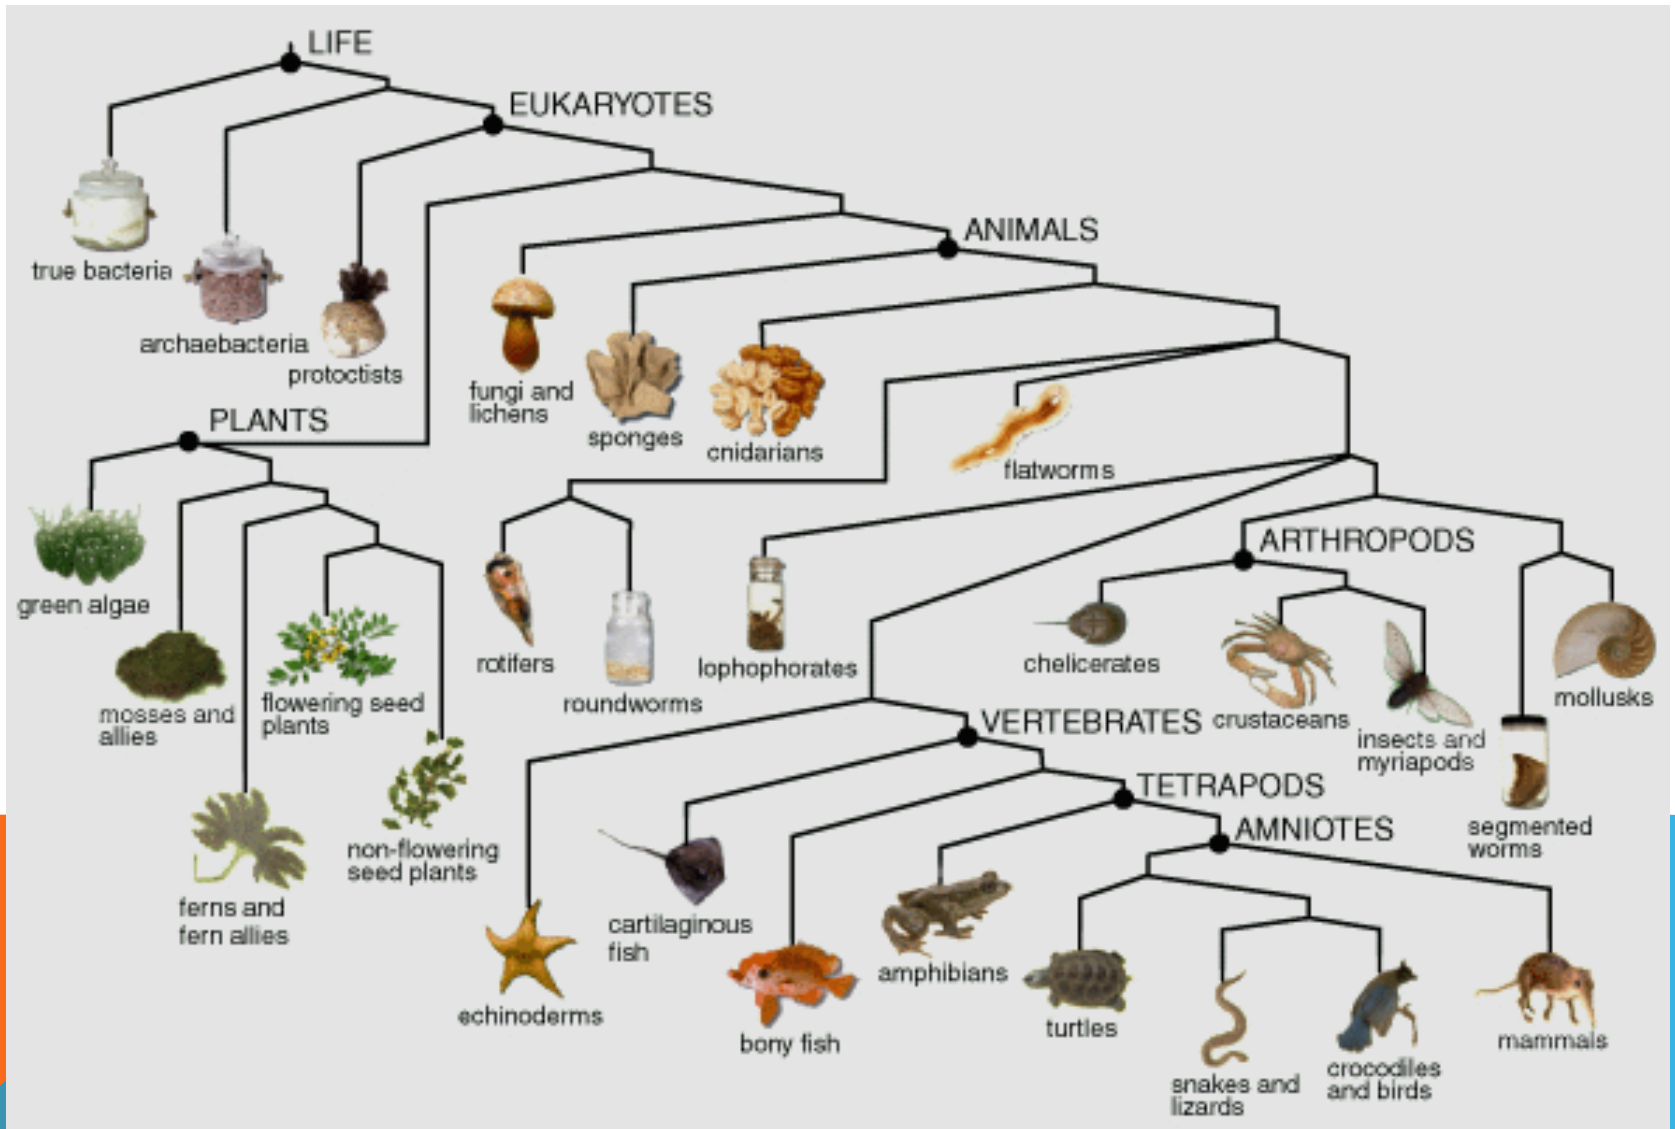 LIFE
EUKARYOTES
ANIMALS
true bacteria
archaebacteria
protoctists
fungi and
lichens
sponges
cnidarians
flatworms
PLANTS
green algae
mosses and
allies
flowering seed
plants
ferns and
fern allies
non-flowering
seed plants
rotifers
roundworms
lophophorates
ARTHROPODS
chelicerates
crustaceans
insects and
myriapods
mollusks
segmented
worms
VERTEBRATES
TETRAPODS
AMNIOTES
echinoderms
cartilaginous
fish
bony fish
amphibians
turtles
snakes and
lizards
crocodiles
and birds
mammals